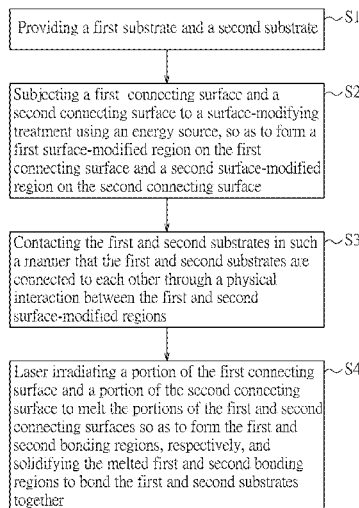 Providing a first substrate and a second substrate
S1
Subjecting a first connecting surface and a
second connecting surface to a surface-modifying
treatment using an energy source, so as to form a
first surface-modified region on the first
connecting surface and a second surface-modified
region on the second connecting surface
S2
Contacting the first and second substrates in such
a manner that the first and second substrates are
connected to each other through a physical
interaction between the first and second
surface-modified regions
S3
Laser irradiating a portion of the first connecting
surface and a portion of the second connecting
surface to melt the portions of the first and second
connecting surfaces so as to form the first and
second bonding regions, respectively, and
solidifying the melted first and second bonding
regions to bond the first and second substrates
together
S4